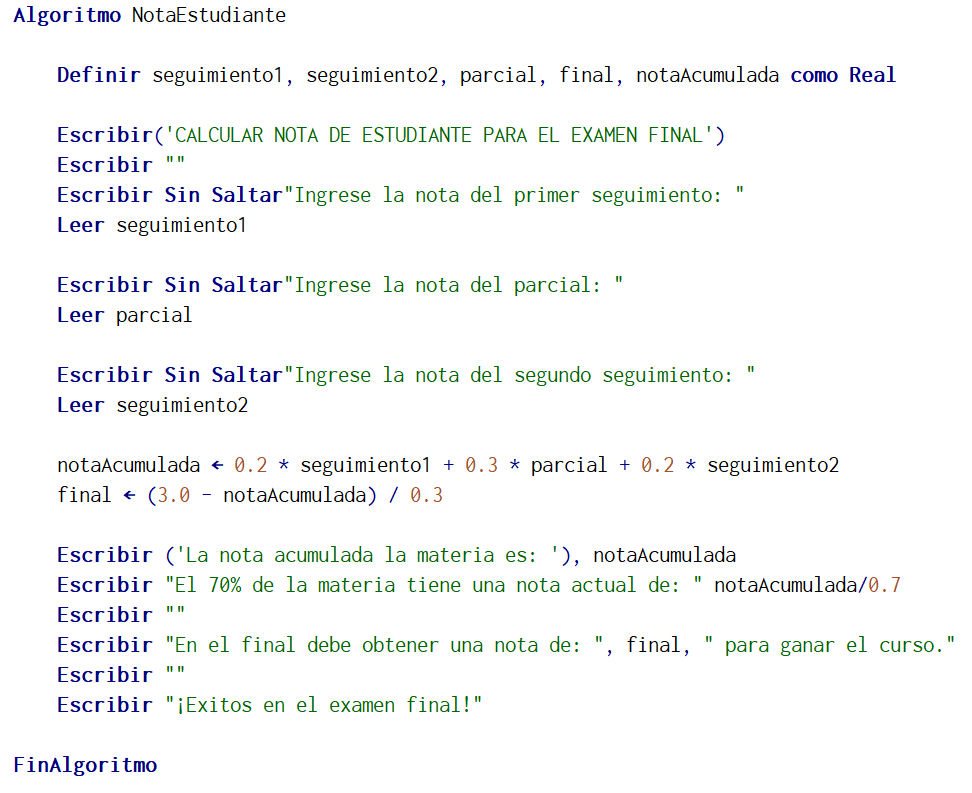 Algoritmo NotaEstudiante
Definir seguimiento1, seguimiento2, parcial, final, notaAcumulada como Real
Escribir('CALCULAR NOTA DE ESTUDIANTE PARA EL EXAMEN FINAL')
Escribir ""
Escribir Sin Saltar"Ingrese la nota del primer seguimiento: "
Leer seguimiento1
Escribir Sin Saltar"Ingrese la nota del parcial: "
Leer parcial
Escribir Sin Saltar"Ingrese la nota del segundo seguimiento: "
Leer seguimiento2
notaAcumulada ← 0.2 * seguimiento1 + 0.3 * parcial + 0.2 * seguimiento2
final ← (3.0 - notaAcumulada) / 0.3
Escribir ('La nota acumulada la materia es: '), notaAcumulada
Escribir "El 70% de la materia tiene una nota actual de: " notaAcumulada/0.7
Escribir ""
Escribir "En el final debe obtener una nota de: ", final, " para ganar el curso."
Escribir ""
Escribir "¡Exitos en el examen final!"
FinAlgoritmo